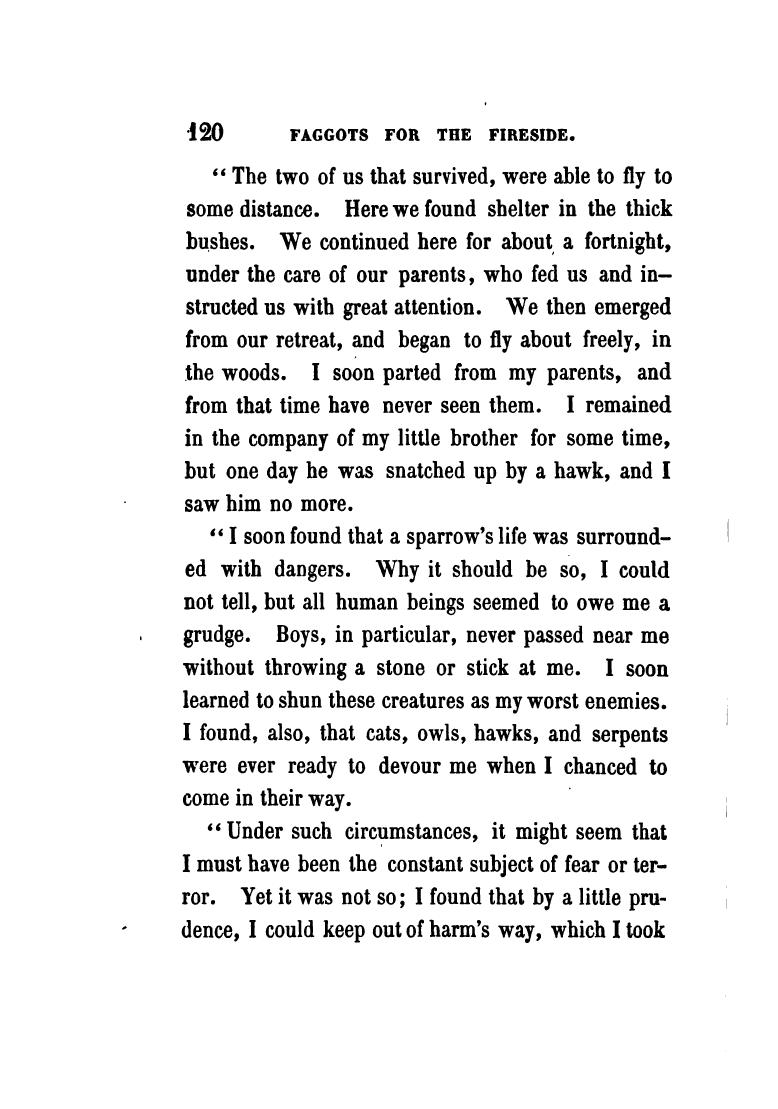 120 FAGGOTS FOR THE FIRESIDE.
“ The two of us that survived, were able to fly to
some distance. Here we found shelter in the thick
bushes. We continued here for about a fortnight,
under the care of our parents, who fed us and in-
structed us with great attention. We then emerged
from our retreat, and began to fly about freely, in
the woods. I soon parted from my parents, and
from that time have never seen them. I remained
in the company of my little brother for some time,
but one day he was snatched up by a hawk, and I
saw him no more.
“ I soon found that a sparrow's life was surround-
ed with dangers. Why it should be so, I could
not tell, but all human beings seemed to owe me a
grudge. Boys, in particular, never passed near me
without throwing a stone or stick at me. I soon
learned to shun these creatures as my worst enemies.
I found, also, that cats, owls, hawks, and serpents
were ever ready to devour me when I chanced to
come in their way.
“ Under such circumstances, it might seem that
I must have been the constant subject of fear or ter-
ror. Yet it was not so; I found that by a little pru-
dence, I could keep out of harm's way, which I took